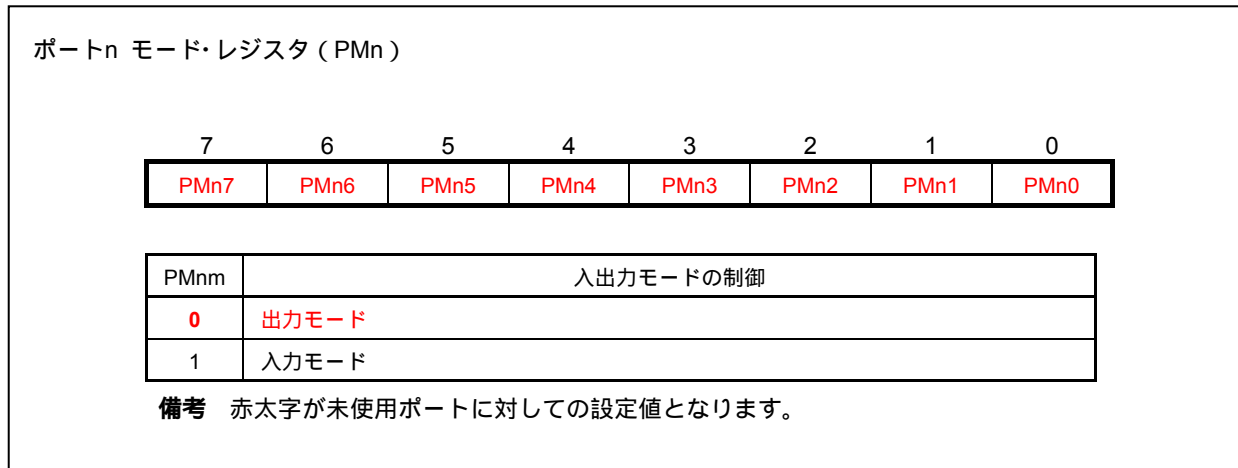 ポートn モード・レジスタ ( PMn )
7 6 5 4 3 2 1 0
PMn7 PMn6 PMn5 PMn4 PMn3 PMn2 PMn1 PMn0
PMnm 入出力モードの制御
0 出力モード
1 入力モード
備考 赤太字が未使用ポートに対しての設定値となります。